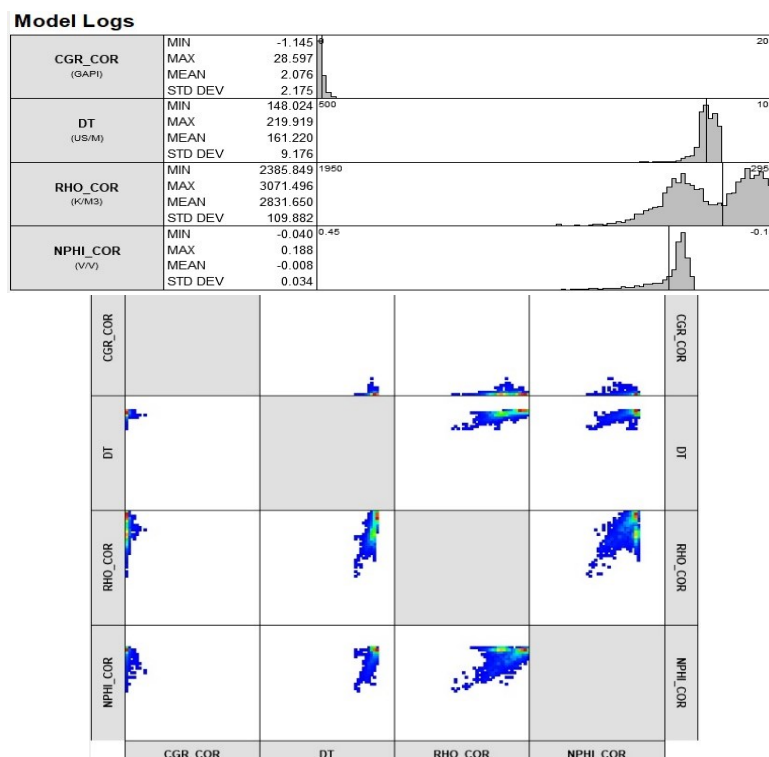 Model Logs
CGR_COR
(GAPI)
MIN -1.145
MAX 28.597
MEAN 2.076
STD DEV 2.175
0
20
DT
(US/M)
MIN 148.024
MAX 219.919
MEAN 161.220
STD DEV 9.176
500
10
RHO_COR
(K/M3)
MIN 2385.849
MAX 3071.496
MEAN 2831.650
STD DEV 109.882
1950
295
NPHI_COR
(V/V)
MIN -0.040
MAX 0.188
MEAN -0.008
STD DEV 0.034
0.45
-0.1
CGR_COR
CGR_COR
DT
DT
RHO_COR
RHO_COR
NPHI_COR
NPHI_COR
CGR_COR DT RHO_COR NPHI_COR